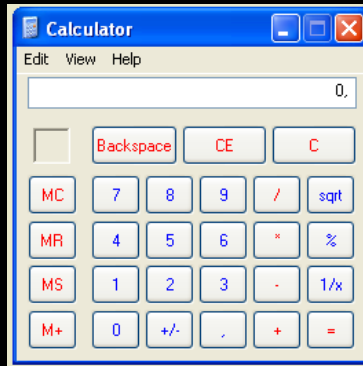 Calculator
Edit View Help
0,
Backspace CE C
MC 7 8 9 / sqrt
MR 4 5 6 * %
MS 1 2 3 - 1/x
M+ 0 +/- , + =